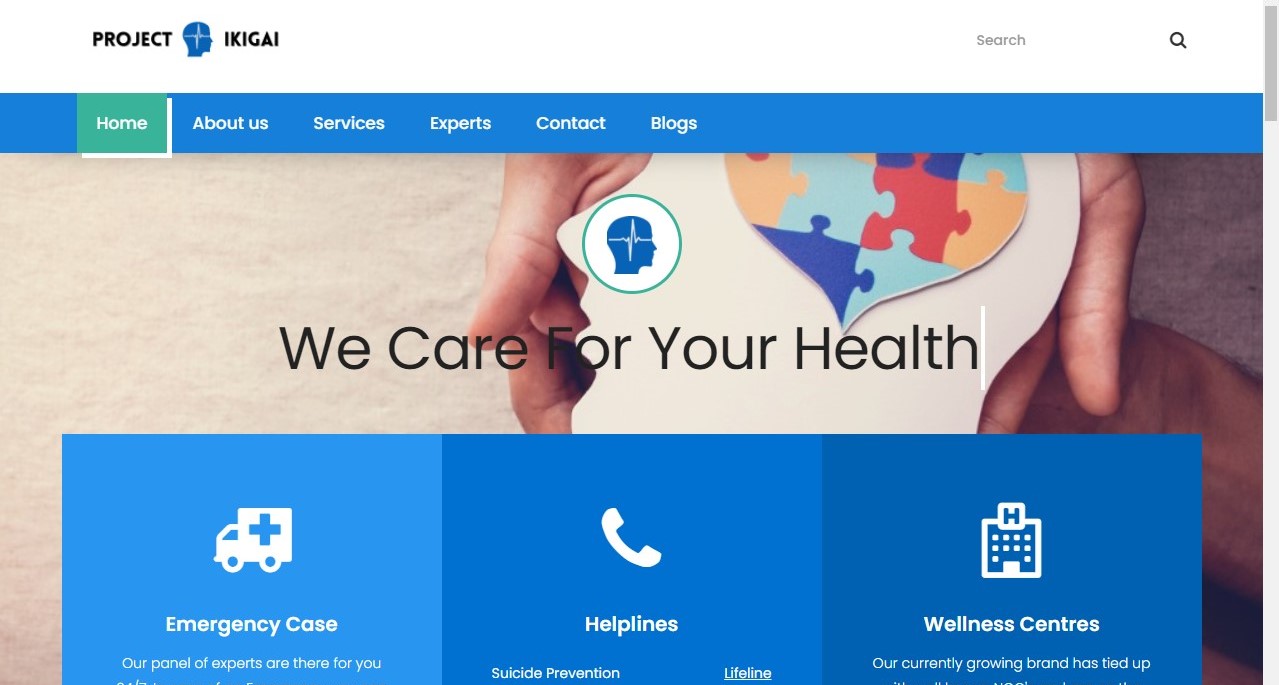 PROJECT IKIGAI
Search
Home About us Services Experts Contact Blogs
We Care For Your Health
H
Emergency Case
Our panel of experts are there for you
Helplines
Suicide Prevention Lifeline
Wellness Centres
Our currently growing brand has tied up